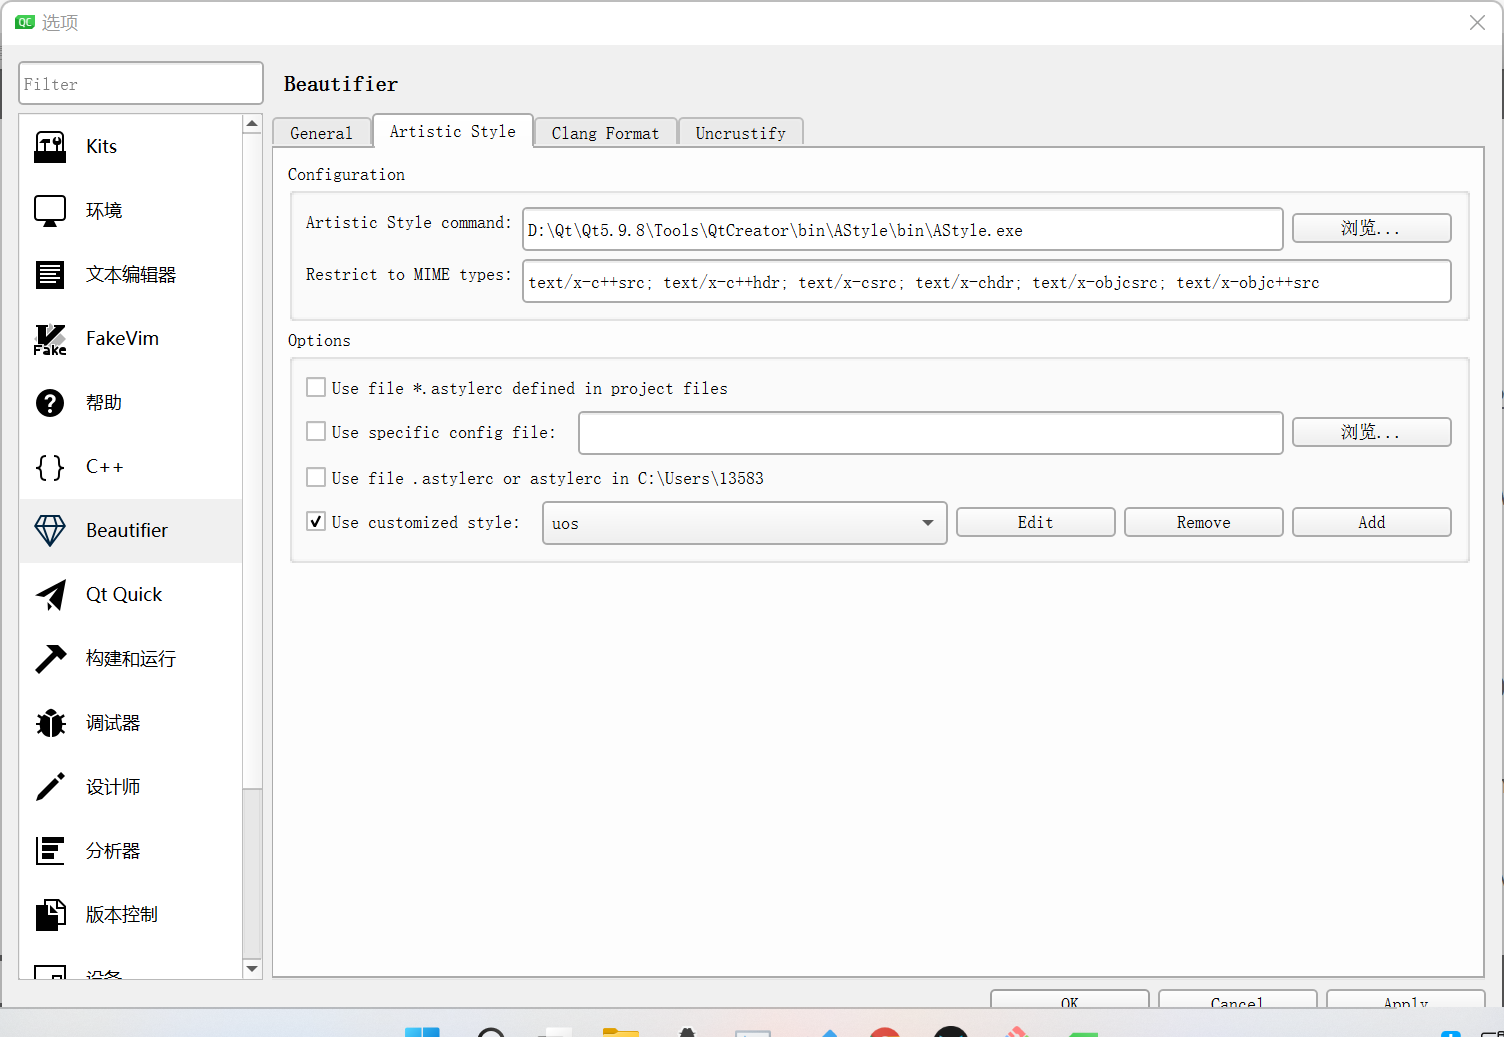 QC 选项
Filter
Beautifier
General Artistic Style Clang Format Uncrustify
Configuration
Artistic Style command: D:\Qt\Qt5.9.8\Tools\QtCreator\bin\AStyle\bin\AStyle.exe 浏览...
Restrict to MIME types: text/x-c++src; text/x-c++hdr; text/x-csrc; text/x-chdr; text/x-objcsrc; text/x-objc++src
Options
Use file *.astylerc defined in project files
Use specific config file: 浏览...
Use file .astylerc or astylerc in C:\Users\13583
Use customized style: uos Edit Remove Add
Kits
环境
文本编辑器
Fake FakeVim
帮助
C++
Beautifier
Qt Quick
构建和运行
调试器
设计师
分析器
版本控制
设备
OK Cancel Apply